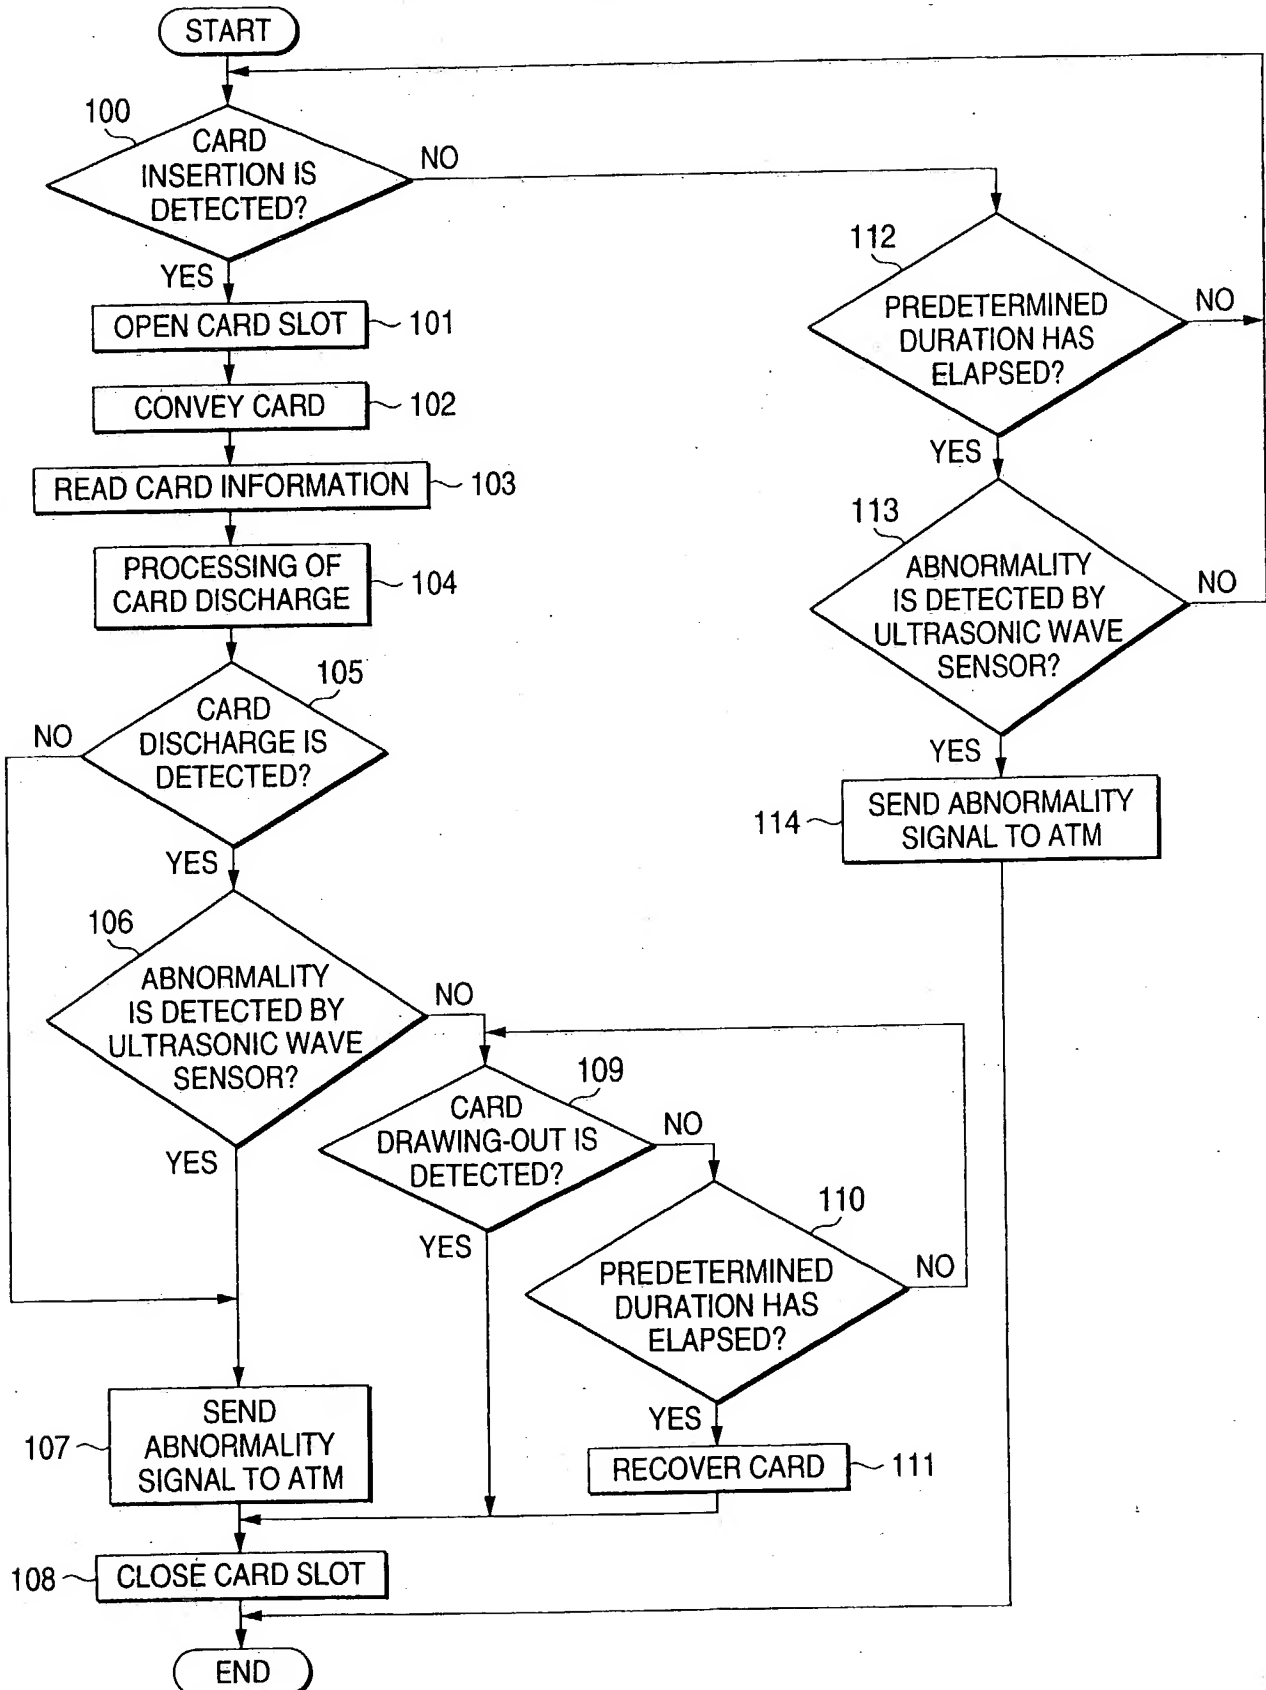 START
100
CARD
INSERTION IS
DETECTED?
NO
YES
OPEN CARD SLOT
101
CONVEY CARD
102
READ CARD INFORMATION
103
PROCESSING OF
CARD DISCHARGE
104
105
CARD
DISCHARGE IS
DETECTED?
NO
YES
106
ABNORMALITY
IS DETECTED BY
ULTRASONIC WAVE
SENSOR?
NO
YES
107
SEND
ABNORMALITY
SIGNAL TO ATM
108
CLOSE CARD SLOT
END
109
CARD
DRAWING-OUT IS
DETECTED?
NO
YES
110
PREDETERMINED
DURATION HAS
ELAPSED?
NO
YES
RECOVER CARD
111
112
PREDETERMINED
DURATION HAS
ELAPSED?
NO
YES
113
ABNORMALITY
IS DETECTED BY
ULTRASONIC WAVE
SENSOR?
NO
YES
114
SEND ABNORMALITY
SIGNAL TO ATM